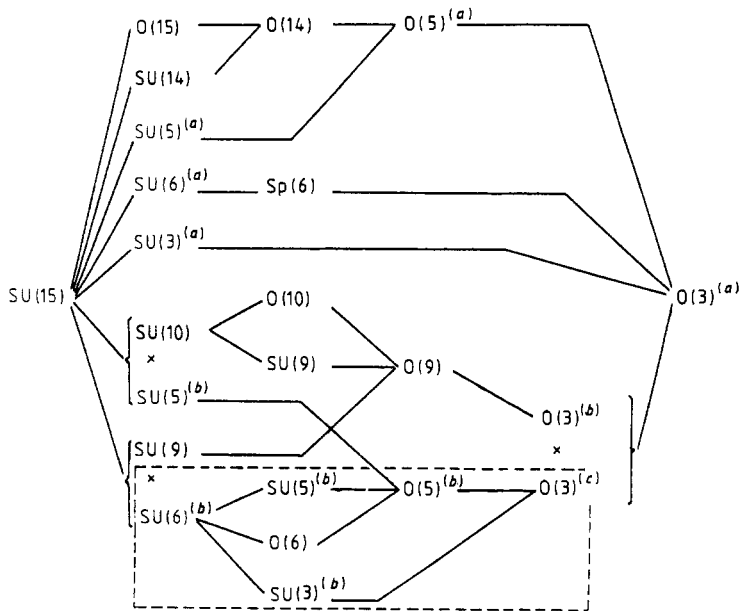 O(15) O(14) O(5)(a)
SU(14)
SU(5)(a)
SU(6)(a) Sp(6)
SU(3)(a)
SU(15) O(3)(a)
O(10)
SU(10)
× SU(9) O(9)
SU(5)(b)
O(3)(b)
SU(9) ×
×
SU(5)(b) O(5)(b) O(3)(c)
SU(6)(b)
O(6)
SU(3)(b)